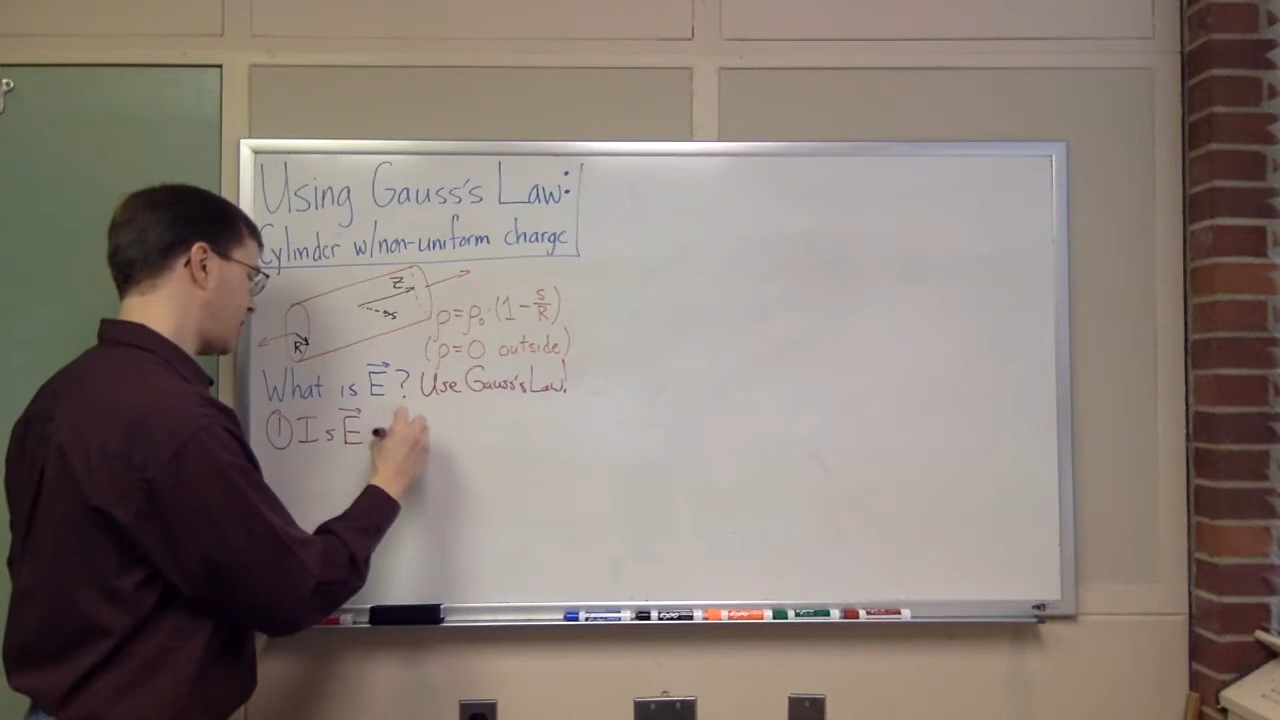 Using Gauss's Law:
Cylinder w/non-uniform charge
Z
s
R
ρ=ρ₀·(1-s/R)
(ρ=0 outside)
What is E⃗? Use Gauss's Law!
① Is E⃗